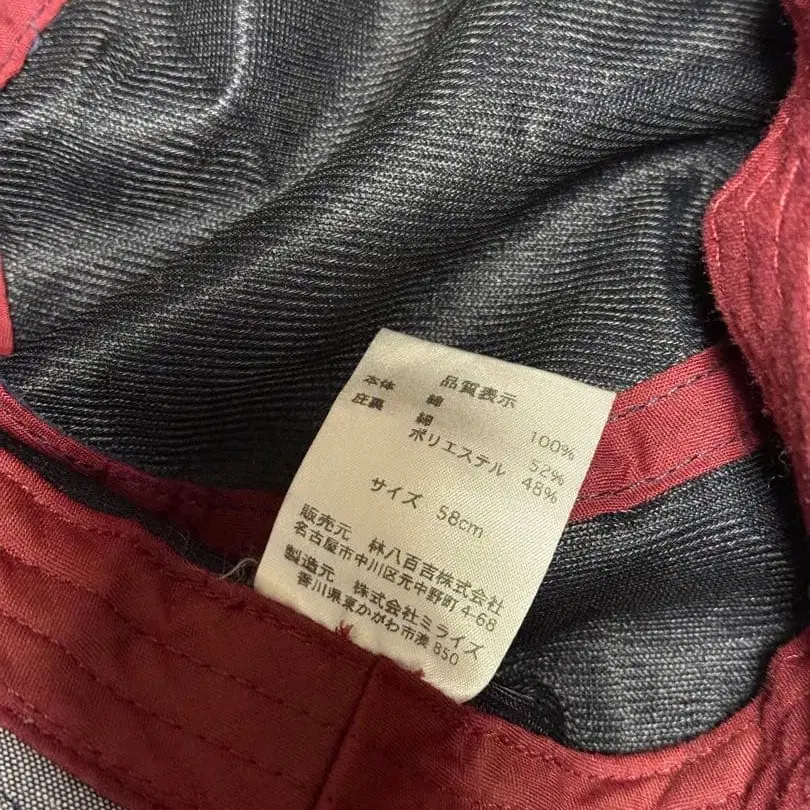 品質表示
本体 綿 100%
庇裏 綿 52%
ポリエステル 48%
サイズ 58cm
販売元 林八百吉株式会社
名古屋市中川区元中野町4-68
製造元 株式会社ミライズ
香川県東かがわ市湊850